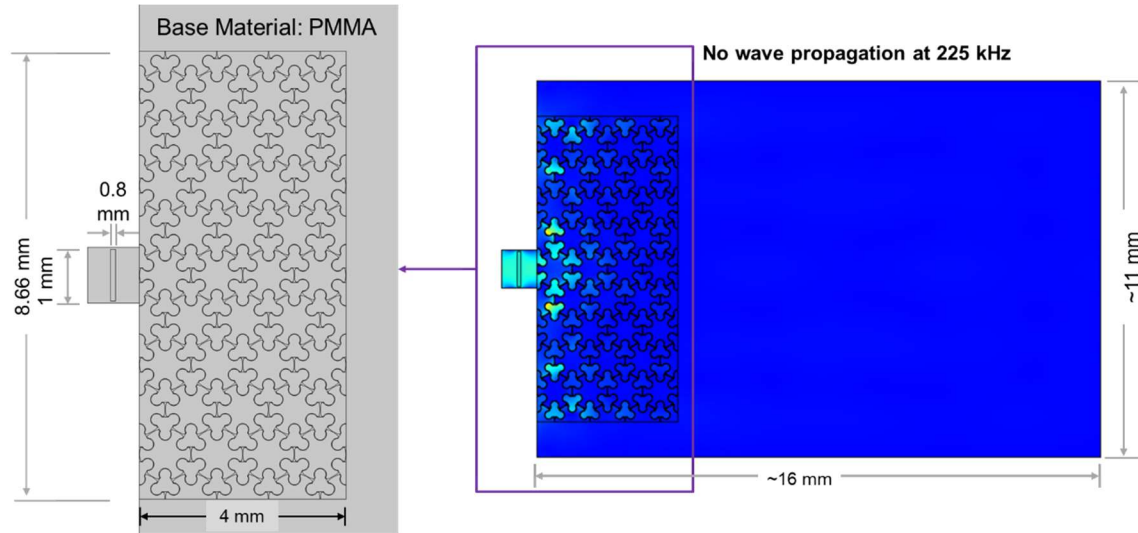 Base Material: PMMA
0.8
mm
8.66 mm
1 mm
4 mm
No wave propagation at 225 kHz
~11 mm
~16 mm